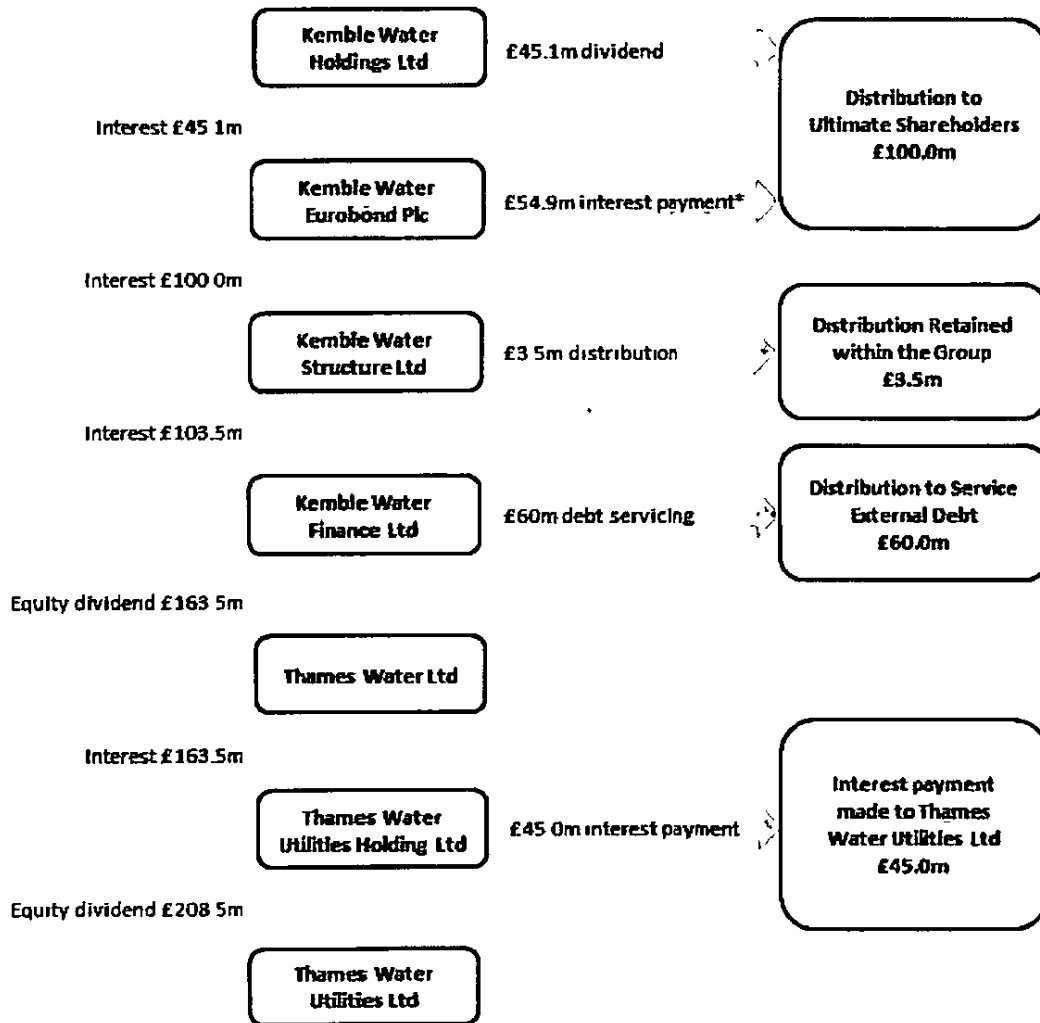 Kemble Water
Holdings Ltd
£45.1m dividend
Distribution to
Ultimate Shareholders
£100.0m
Interest £45 1m
Kemble Water
Eurobond Plc
£54.9m interest payment*
Interest £100 0m
Kemble Water
Structure Ltd
£3 5m distribution
Distribution Retained
within the Group
£3.5m
Interest £103.5m
Kemble Water
Finance Ltd
£60m debt servicing
Distribution to Service
External Debt
£60.0m
Equity dividend £163 5m
Thames Water Ltd
Interest £163.5m
Thames Water
Utilities Holding Ltd
£45 0m interest payment
Interest payment
made to Thames
Water Utilities Ltd
£45.0m
Equity dividend £208 5m
Thames Water
Utilities Ltd